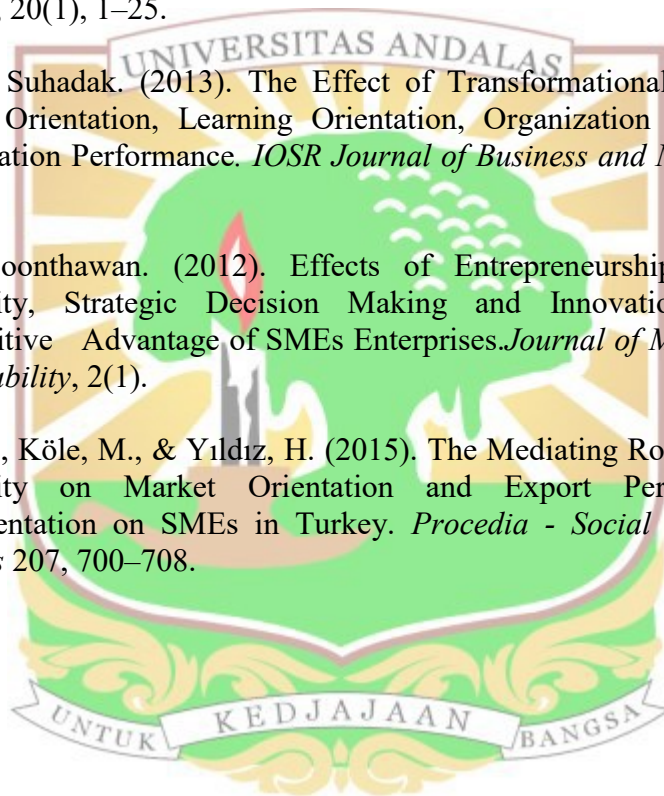 , 20(1), 1–25.
UNIVERSITAS ANDALAS
Suhadak. (2013). The Effect of Transformational
Orientation, Learning Orientation, Organization
ation Performance. IOSR Journal of Business and M
oonthawan. (2012). Effects of Entrepreneurship
ity, Strategic Decision Making and Innovatio
itive Advantage of SMEs Enterprises.Journal of M
ability, 2(1).
., Köle, M., & Yıldız, H. (2015). The Mediating Ro
ity on Market Orientation and Export Per
entation on SMEs in Turkey. Procedia - Social
s 207, 700–708.
UNTUK KEDJAJAAN BANGSA